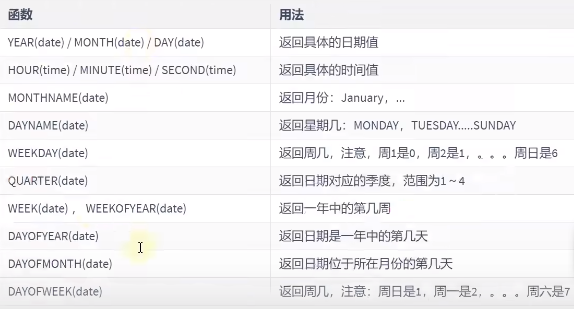 函数 用法
YEAR(date) / MONTH(date) / DAY(date) 返回具体的日期值
HOUR(time) / MINUTE(time) / SECOND(time) 返回具体的时间值
MONTHNAME(date) 返回月份：January，...
DAYNAME(date) 返回星期几：MONDAY，TUESDAY.....SUNDAY
WEEKDAY(date) 返回周几，注意，周1是0，周2是1，。。。周日是6
QUARTER(date) 返回日期对应的季度，范围为1～4
WEEK(date) ， WEEKOFYEAR(date) 返回一年中的第几周
DAYOFYEAR(date) 返回日期是一年中的第几天
DAYOFMONTH(date) 返回日期位于所在月份的第几天
DAYOFWEEK(date) 返回周几，注意：周日是1，周一是2，。。。周六是7